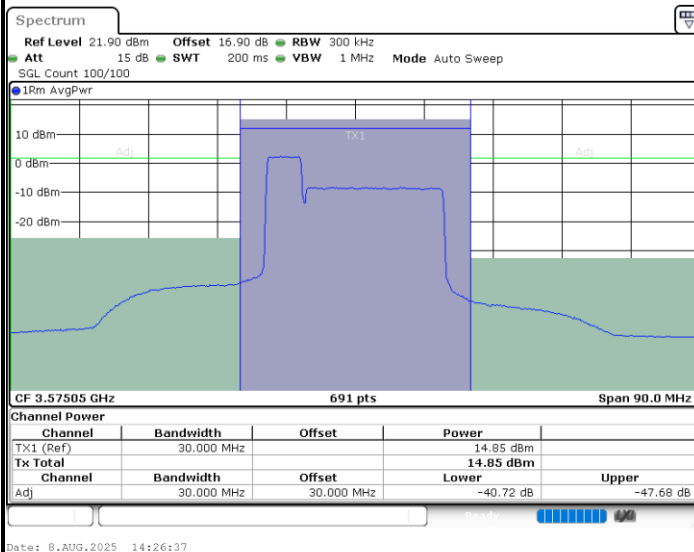 Spectrum
Ref Level 21.90 dBm Offset 16.90 dB RBW 300 kHz
Att 15 dB SWT 200 ms VBW 1 MHz Mode Auto Sweep
SGL Count 100/100
1Rm AvgPwr
10 dBm
TX1
Adj Adj
0 dBm
-10 dBm
-20 dBm
CF 3.57505 GHz 691 pts Span 90.0 MHz
Channel Power
Channel Bandwidth Offset Power
TX1 (Ref) 30.000 MHz 14.85 dBm
Tx Total 14.85 dBm
Channel Bandwidth Offset Lower Upper
Adj 30.000 MHz 30.000 MHz -40.72 dB -47.68 dB
Ready
Date: 8.AUG.2025 14:26:37